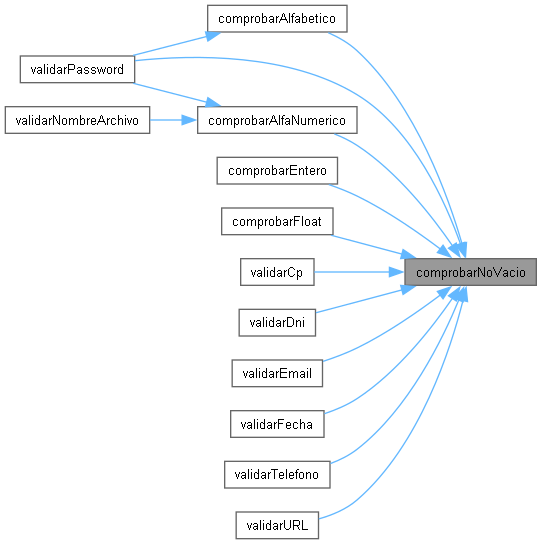 comprobarAlfabetico
validarPassword
validarNombreArchivo
comprobarAlfaNumerico
comprobarEntero
comprobarFloat
validarCp
comprobarNoVacio
validarDni
validarEmail
validarFecha
validarTelefono
validarURL